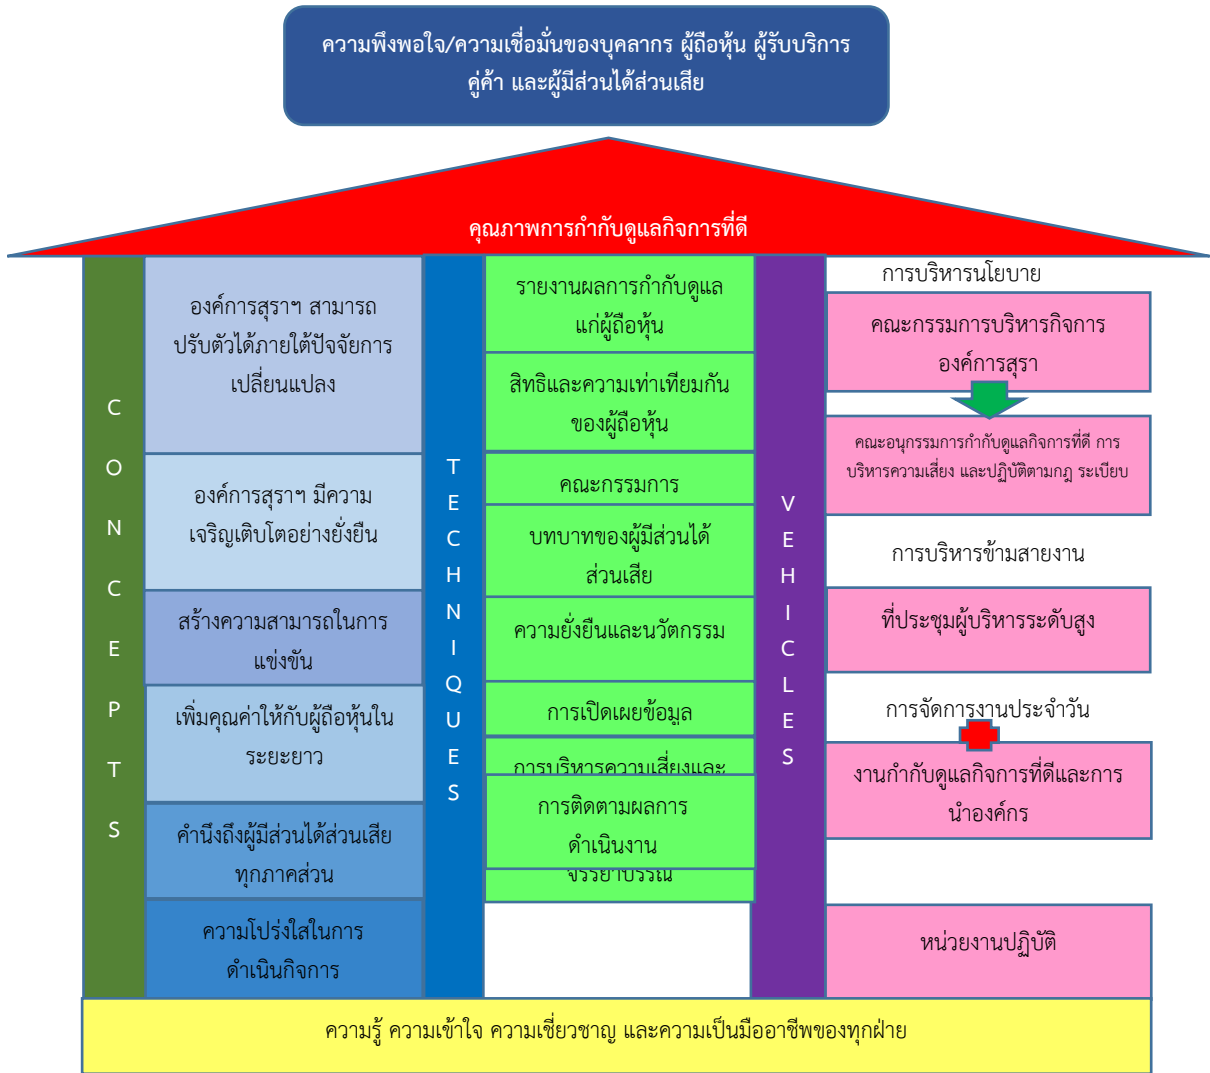 ความพึงพอใจ/ความเชื่อมั่นของบุคลากร ผู้ถือหุ้น ผู้รับบริการ
คู่ค้า และผู้มีส่วนได้ส่วนเสีย
คุณภาพการกำกับดูแลกิจการที่ดี
CONCEPTS
องค์การสุราฯ สามารถ
ปรับตัวได้ภายใต้ปัจจัยการ
เปลี่ยนแปลง
องค์การสุราฯ มีความ
เจริญเติบโตอย่างยั่งยืน
สร้างความสามารถในการ
แข่งขัน
เพิ่มคุณค่าให้กับผู้ถือหุ้นใน
ระยะยาว
คำนึงถึงผู้มีส่วนได้ส่วนเสีย
ทุกภาคส่วน
ความโปร่งใสในการ
ดำเนินกิจการ
TECHNIQUES
รายงานผลการกำกับดูแล
แก่ผู้ถือหุ้น
สิทธิและความเท่าเทียมกัน
ของผู้ถือหุ้น
คณะกรรมการ
บทบาทของผู้มีส่วนได้
ส่วนเสีย
ความยั่งยืนและนวัตกรรม
การเปิดเผยข้อมูล
การบริหารความเสี่ยงและ
การติดตามผลการ
ดำเนินงาน
จรรยาบรรณ
VEHICLES
การบริหารนโยบาย
คณะกรรมการบริหารกิจการ
องค์การสุรา
คณะอนุกรรมการกำกับดูแลกิจการที่ดี การ
บริหารความเสี่ยง และปฏิบัติตามกฎ ระเบียบ
การบริหารข้ามสายงาน
ที่ประชุมผู้บริหารระดับสูง
การจัดการงานประจำวัน
งานกำกับดูแลกิจการที่ดีและการ
นำองค์กร
หน่วยงานปฏิบัติ
ความรู้ ความเข้าใจ ความเชี่ยวชาญ และความเป็นมืออาชีพของทุกฝ่าย